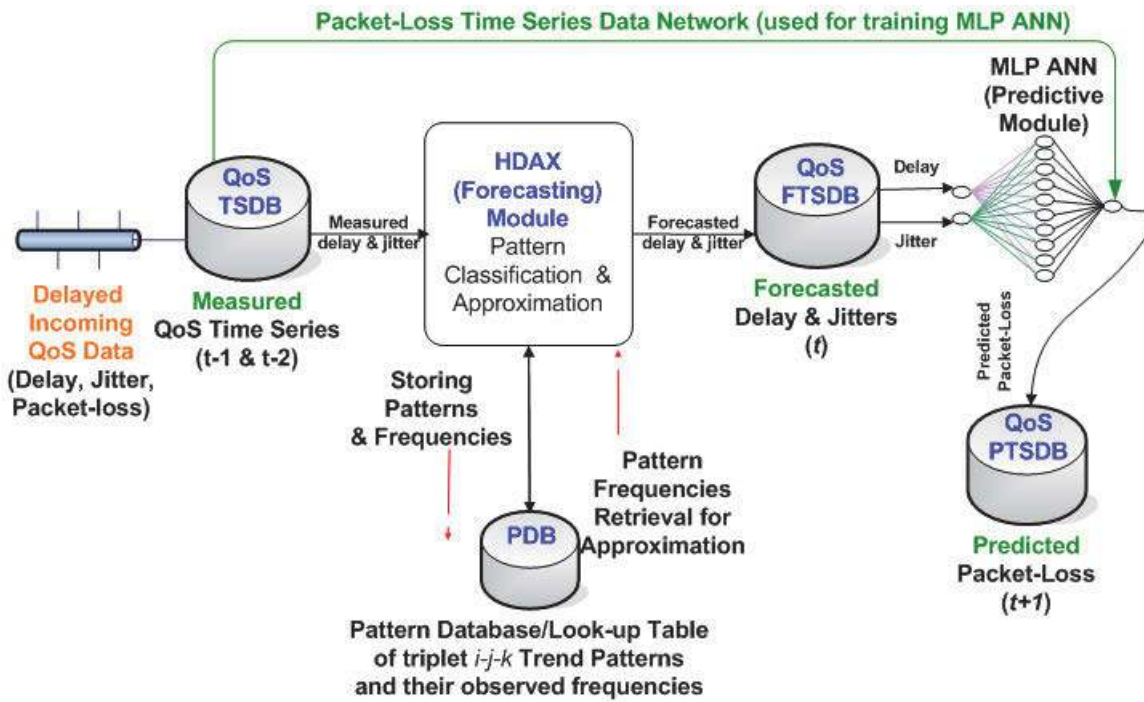 Packet-Loss Time Series Data Network (used for training MLP ANN)
MLP ANN
(Predictive
Module)
QoS
TSDB
HDAX
(Forecasting)
Module
Pattern
Classification &
Approximation
QoS
FTSDB
Delay
Jitter
Measured
delay & jitter
Forecasted
delay & jitter
Delayed
Incoming
QoS Data
(Delay, Jitter,
Packet-loss)
Measured
QoS Time Series
(t-1 & t-2)
Forecasted
Delay & Jitters
(t)
Predicted
Packet-Loss
Storing
Patterns
& Frequencies
Pattern
Frequencies
Retrieval for
Approximation
QoS
PTSDB
PDB
Predicted
Packet-Loss
(t+1)
Pattern Database/Look-up Table
of triplet i-j-k Trend Patterns
and their observed frequencies